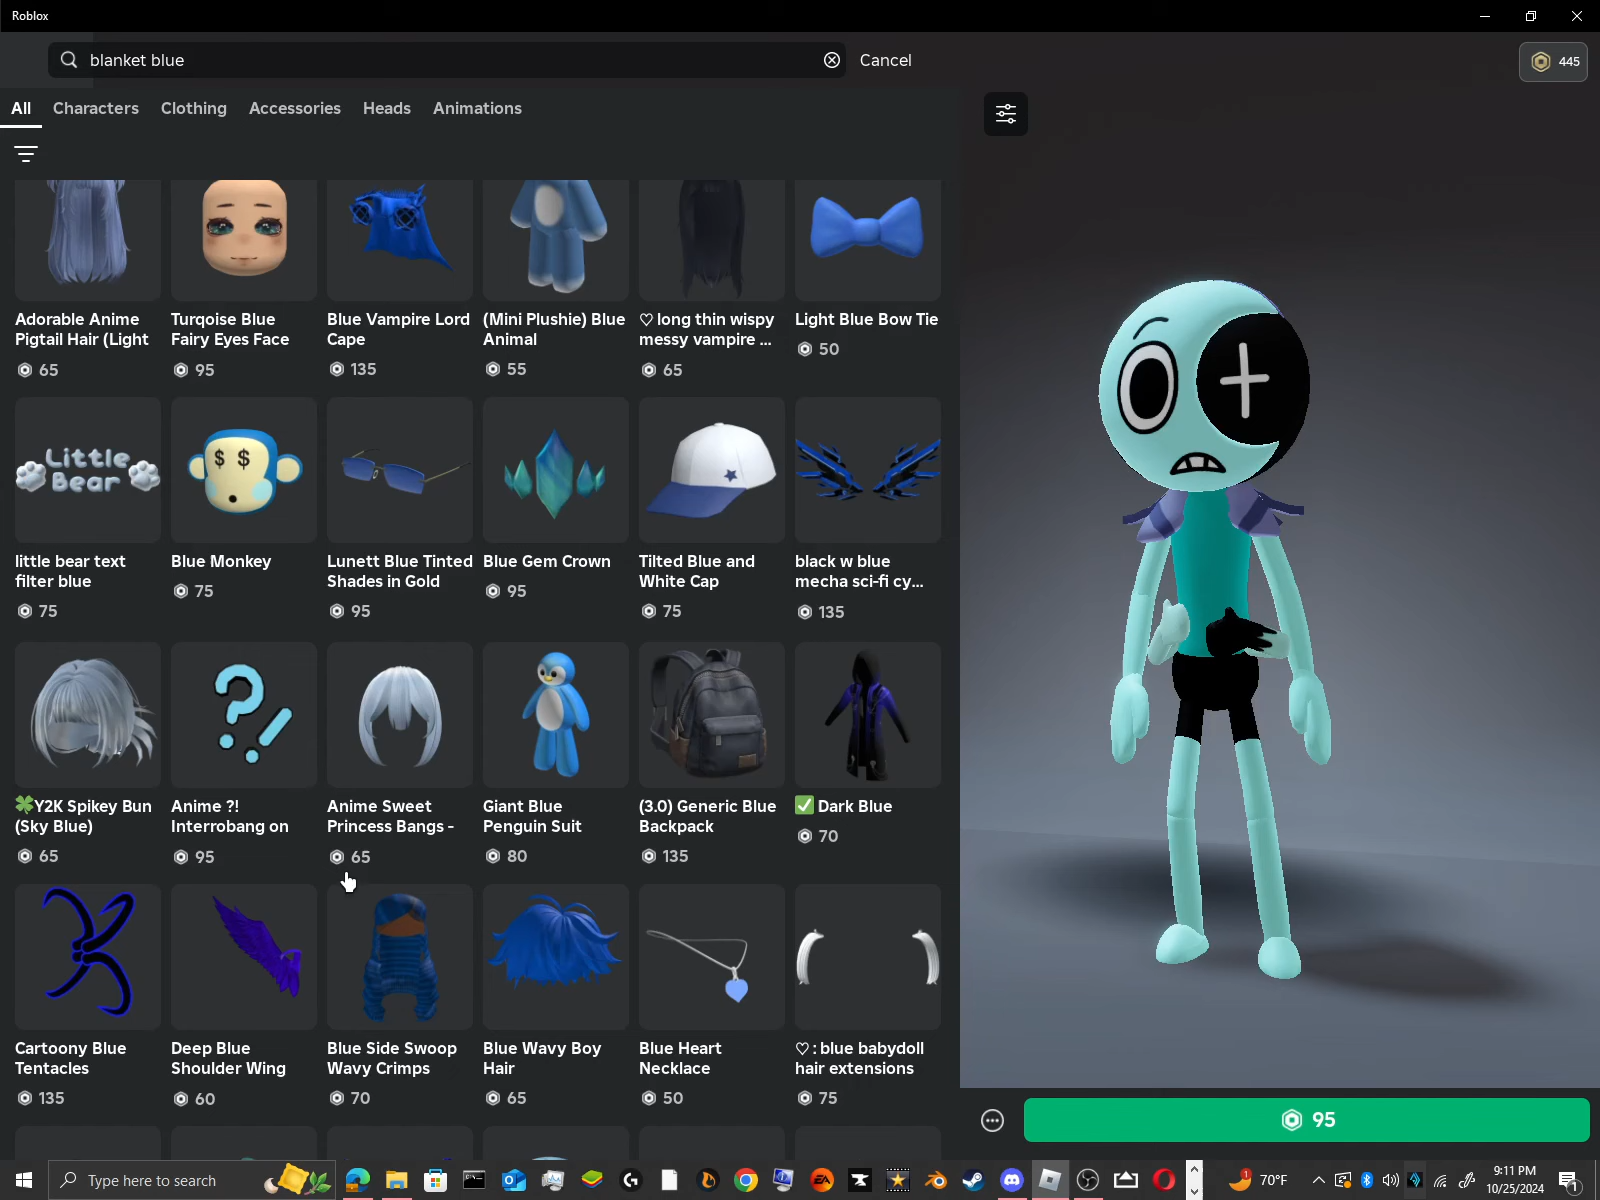 Roblox
blanket blue
Cancel
445
All Characters Clothing Accessories Heads Animations
Adorable Anime
Pigtail Hair (Light
65
Turqoise Blue
Fairy Eyes Face
95
Blue Vampire Lord
Cape
135
(Mini Plushie) Blue
Animal
55
♡ long thin wispy
messy vampire ...
65
Light Blue Bow Tie
50
Little
Bear
little bear text
filter blue
75
$ $
Blue Monkey
75
Lunett Blue Tinted
Shades in Gold
95
Blue Gem Crown
95
Tilted Blue and
White Cap
75
black w blue
mecha sci-fi cy...
135
🍀Y2K Spikey Bun
(Sky Blue)
65
?!
Anime ?!
Interrobang on
95
Anime Sweet
Princess Bangs -
65
Giant Blue
Penguin Suit
80
(3.0) Generic Blue
Backpack
135
✅ Dark Blue
70
Cartoony Blue
Tentacles
135
Deep Blue
Shoulder Wing
60
Blue Side Swoop
Wavy Crimps
70
Blue Wavy Boy
Hair
65
Blue Heart
Necklace
50
♡ : blue babydoll
hair extensions
75
95
Type here to search
EA
70°F
9:11 PM
10/25/2024
1